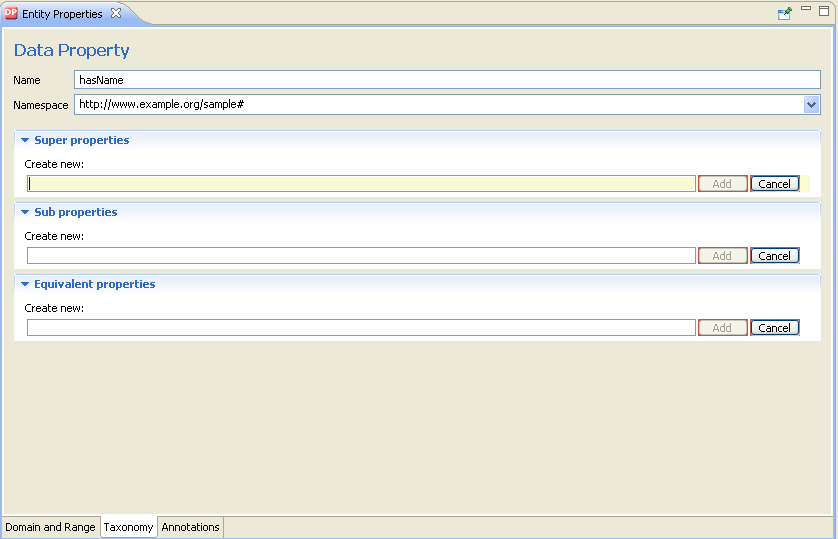 DP Entity Properties
Data Property
Name hasName
Namespace http://www.example.org/sample#
Super properties
Create new:
Add Cancel
Sub properties
Create new:
Add Cancel
Equivalent properties
Create new:
Add Cancel
Domain and Range Taxonomy Annotations